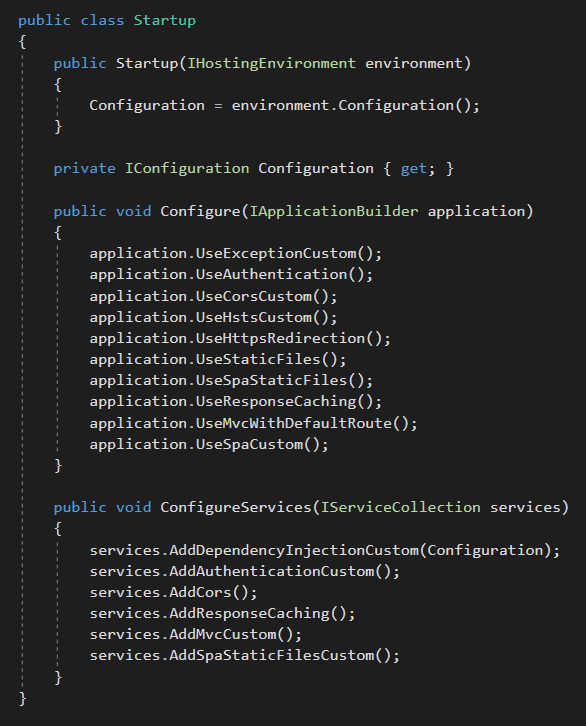 public class Startup
{
public Startup(IHostingEnvironment environment)
{
Configuration = environment.Configuration();
}
private IConfiguration Configuration { get; }
public void Configure(IApplicationBuilder application)
{
application.UseExceptionCustom();
application.UseAuthentication();
application.UseCorsCustom();
application.UseHstsCustom();
application.UseHttpsRedirection();
application.UseStaticFiles();
application.UseSpaStaticFiles();
application.UseResponseCaching();
application.UseMvcWithDefaultRoute();
application.UseSpaCustom();
}
public void ConfigureServices(IServiceCollection services)
{
services.AddDependencyInjectionCustom(Configuration);
services.AddAuthenticationCustom();
services.AddCors();
services.AddResponseCaching();
services.AddMvcCustom();
services.AddSpaStaticFilesCustom();
}
}